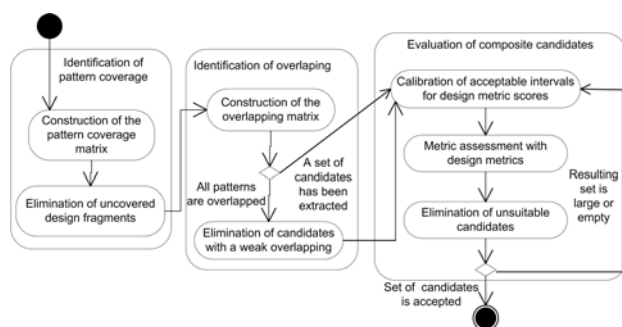 Identification of
pattern coverage
Construction of the
pattern coverage
matrix
Elimination of uncovered
design fragments
Identification of overlaping
Construction of the
overlapping matrix
All patterns
are overlapped
A set of
candidates
has been
extracted
Elimination of candidates
with a weak overlapping
Evaluation of composite candidates
Calibration of acceptable intervals
for design metric scores
Metric assessment with
design metrics
Elimination of unsuitable
candidates
Resulting
set is
large or
empty
Set of candidates
is accepted